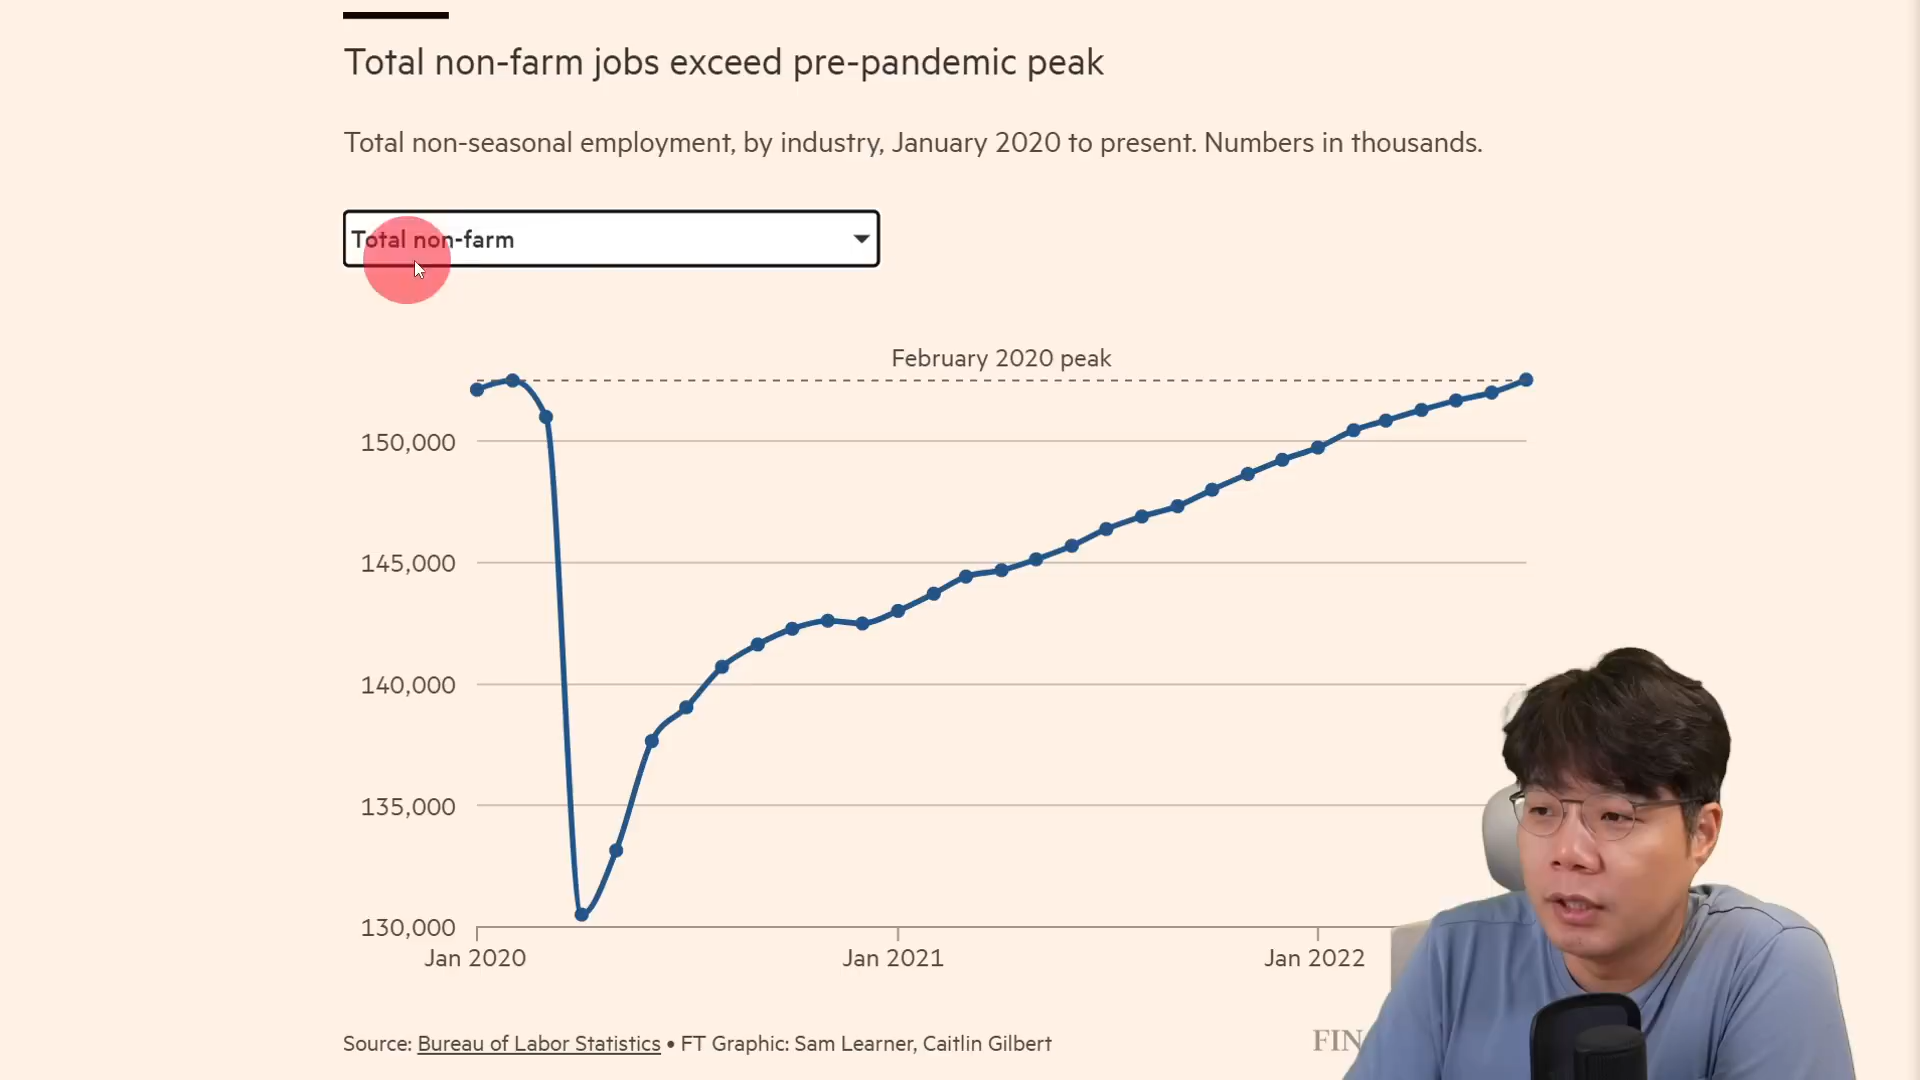 Total non-farm jobs exceed pre-pandemic peak
Total non-seasonal employment, by industry, January 2020 to present. Numbers in thousands.
Total non-farm
February 2020 peak
150,000
145,000
140,000
135,000
130,000
Jan 2020
Jan 2021
Jan 2022
Source: Bureau of Labor Statistics • FT Graphic: Sam Learner, Caitlin Gilbert